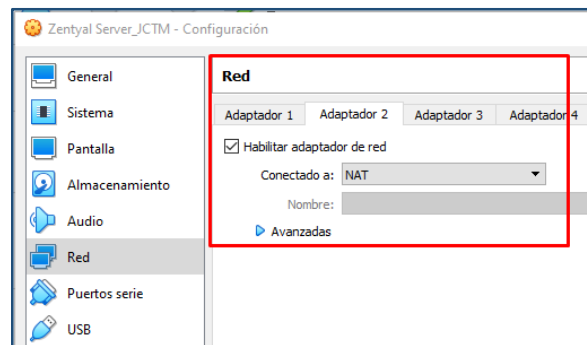 Zentyal Server_JCTM - Configuración
General
Sistema
Pantalla
Almacenamiento
Audio
Red
Puertos serie
USB
Red
Adaptador 1 Adaptador 2 Adaptador 3 Adaptador 4
Habilitar adaptador de red
Conectado a: NAT
Nombre:
Avanzadas